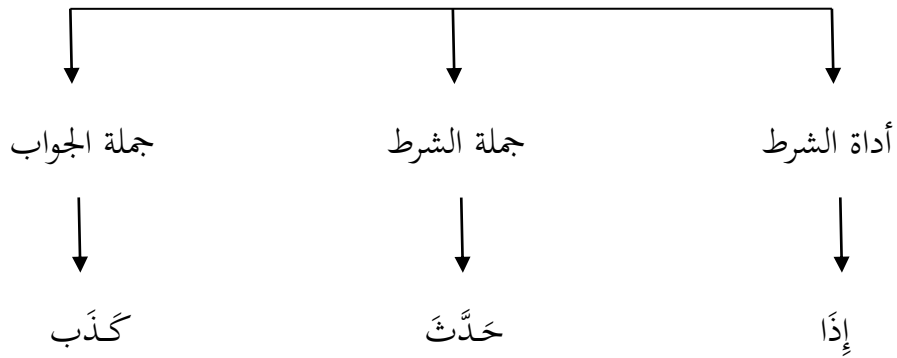 أداة الشرط جملة الشرط جملة الجواب
إِذَا حَدَّثَ كَذَب